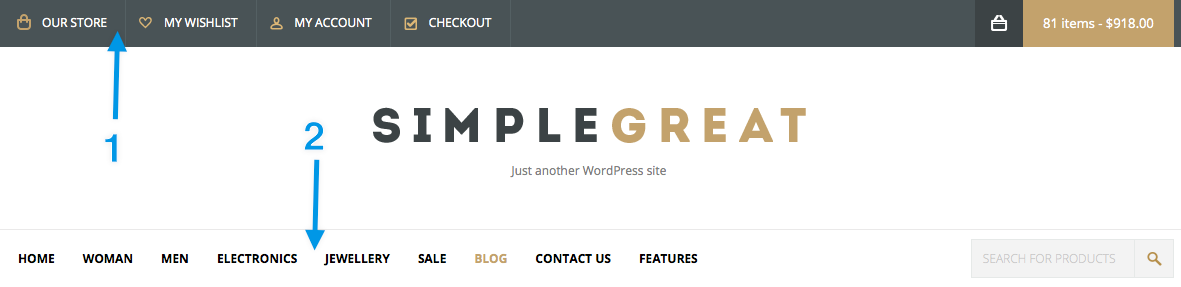 OUR STORE MY WISHLIST MY ACCOUNT CHECKOUT 81 items - $918.00
1
2
SIMPLEGREAT
Just another WordPress site
HOME WOMAN MEN ELECTRONICS JEWELLERY SALE BLOG CONTACT US FEATURES SEARCH FOR PRODUCTS